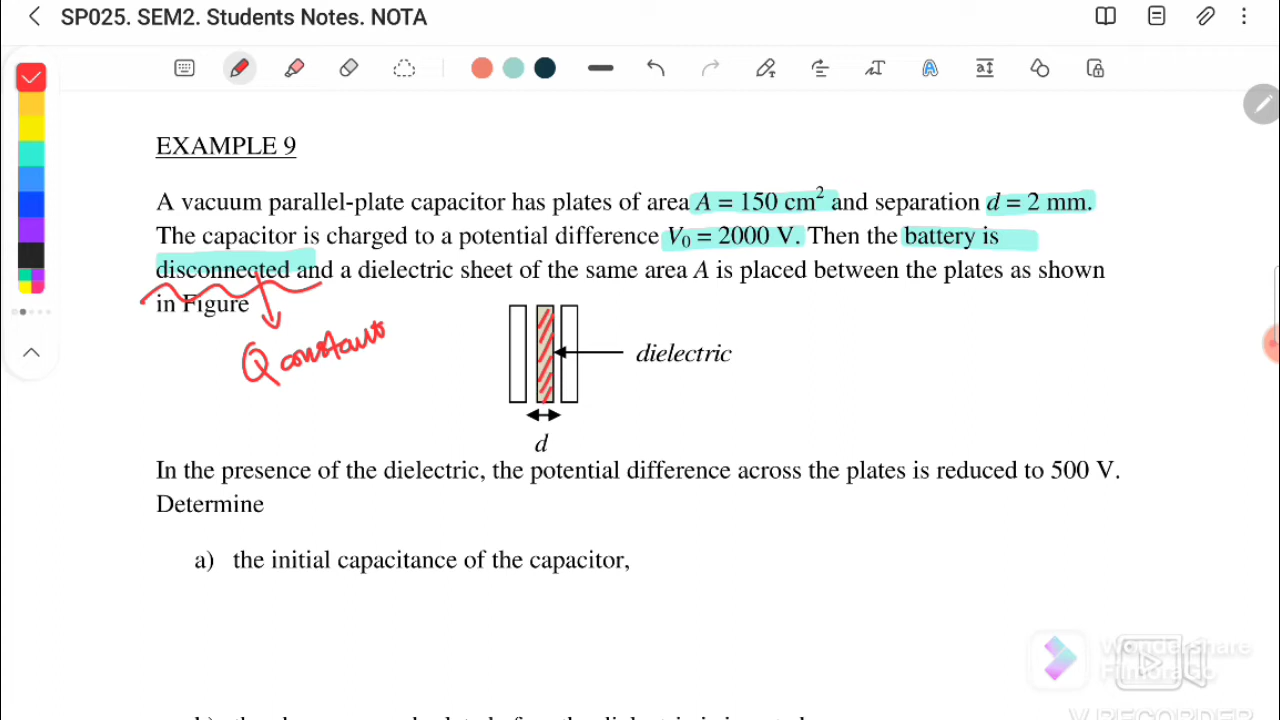 SP025. SEM2. Students Notes. NOTA
EXAMPLE 9
A vacuum parallel-plate capacitor has plates of area A = 150 cm² and separation d = 2 mm.
The capacitor is charged to a potential difference V₀ = 2000 V. Then the battery is
disconnected and a dielectric sheet of the same area A is placed between the plates as shown
in Figure
Q constant
dielectric
d
In the presence of the dielectric, the potential difference across the plates is reduced to 500 V.
Determine
a) the initial capacitance of the capacitor,
Wondershare
Filmora